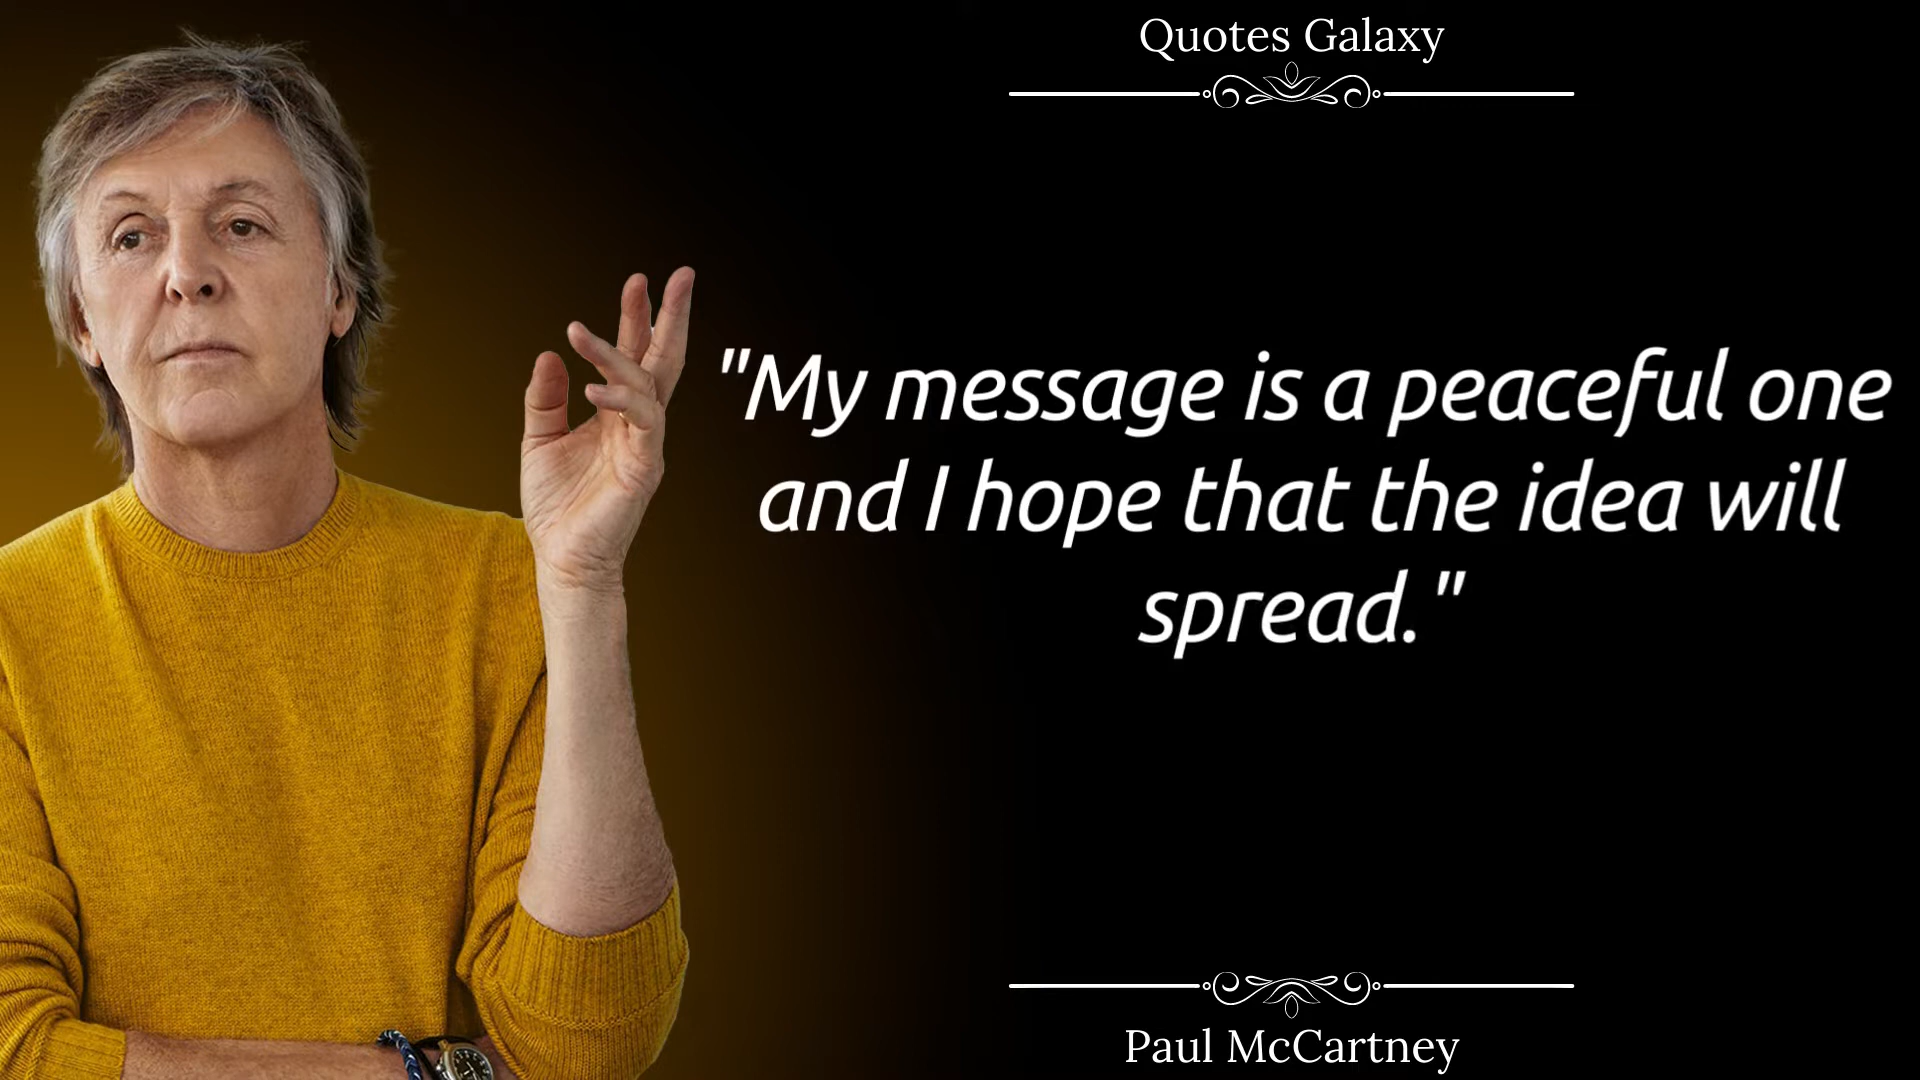 Quotes Galaxy
"My message is a peaceful one
and I hope that the idea will
spread."
Paul McCartney